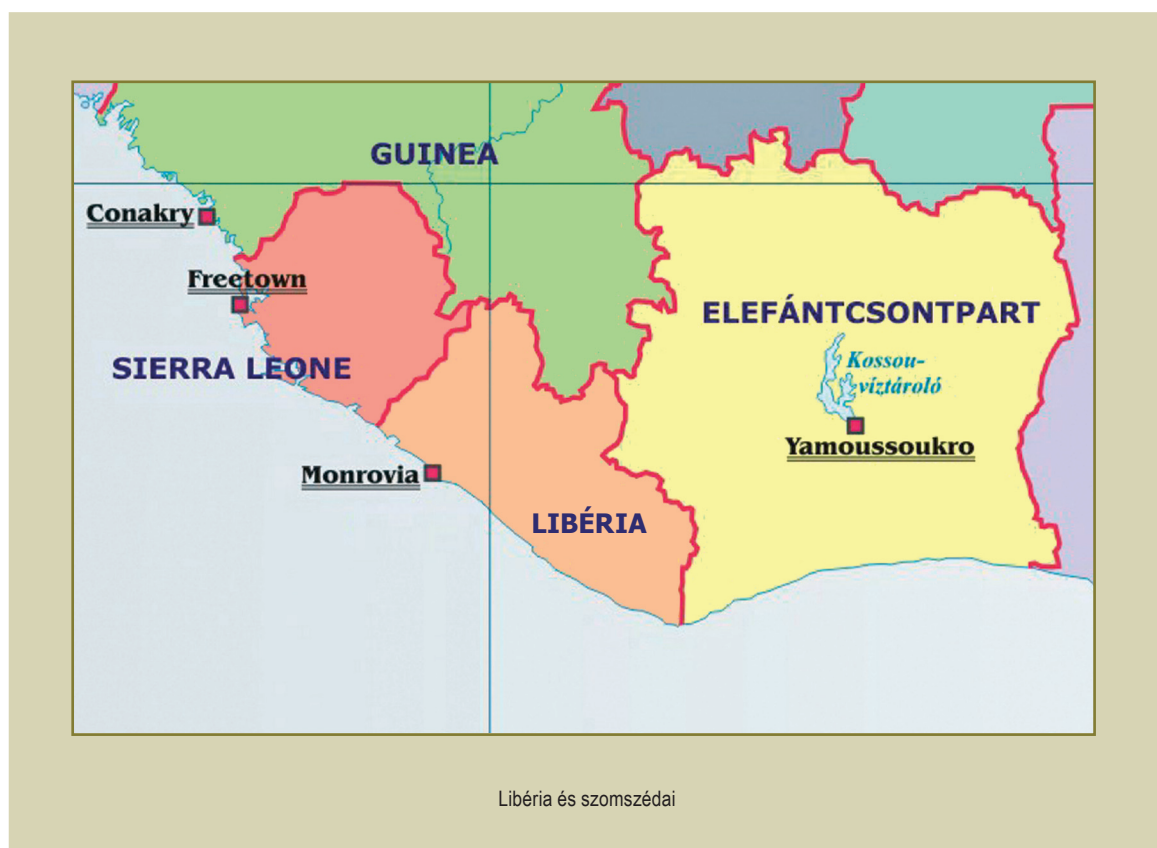 GUINEA
Conakry
Freetown
SIERRA LEONE
ELEFÁNTCSONTPART
Kossou-
víztároló
Yamoussoukro
Monrovia
LIBÉRIA
Libéria és szomszédai